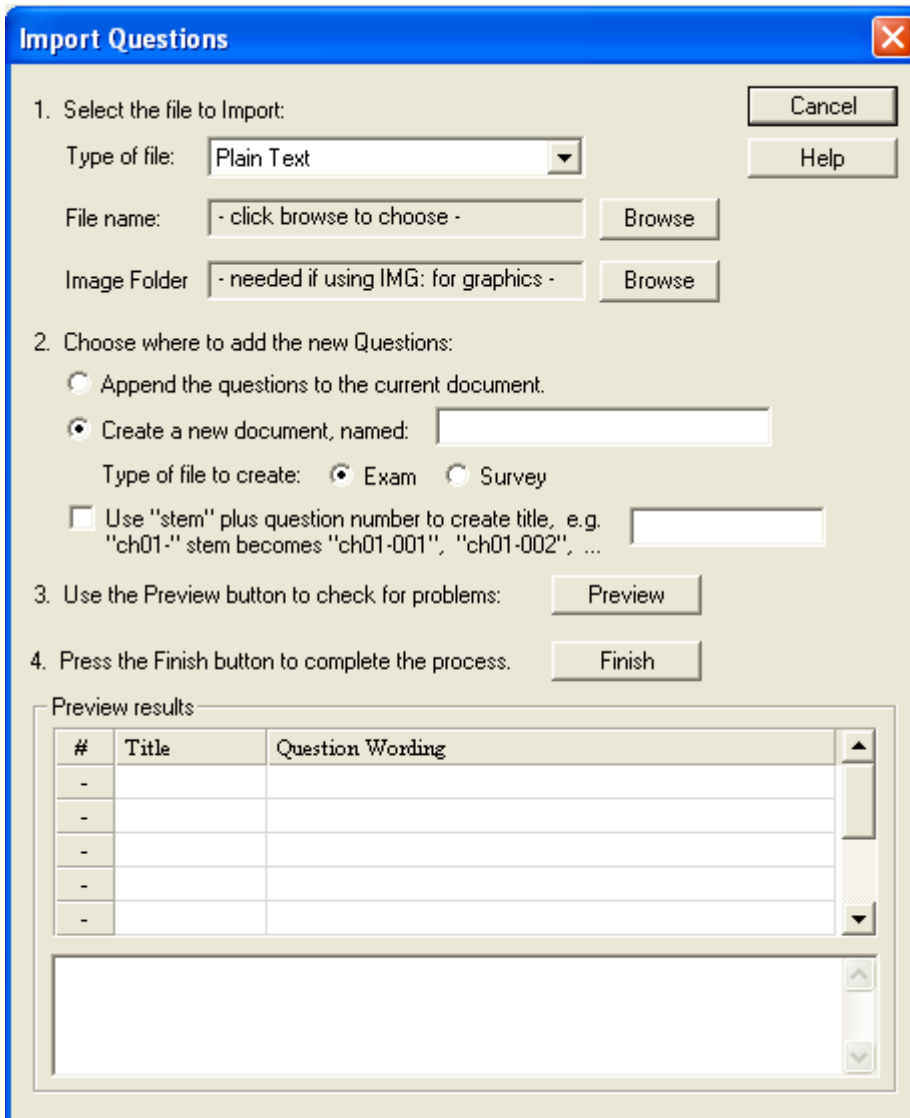 Import Questions
1. Select the file to Import:
Cancel
Type of file:
Plain Text
Help
File name:
- click browse to choose -
Browse
Image Folder
- needed if using IMG: for graphics -
Browse
2. Choose where to add the new Questions:
Append the questions to the current document.
Create a new document, named:
Type of file to create:
Exam
Survey
Use "stem" plus question number to create title, e.g.
"ch01-" stem becomes "ch01-001", "ch01-002", ...
3. Use the Preview button to check for problems:
Preview
4. Press the Finish button to complete the process.
Finish
Preview results
# Title Question Wording
-
-
-
-
-